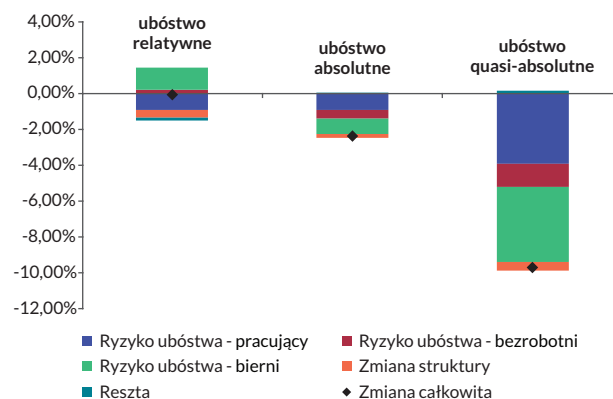 4,00%
2,00%
0,00%
-2,00%
-4,00%
-6,00%
-8,00%
-10,00%
-12,00%
ubóstwo
relatywne
ubóstwo
absolutne
ubóstwo
quasi-absolutne
Ryzyko ubóstwa - pracujący
Ryzyko ubóstwa - bezrobotni
Ryzyko ubóstwa - bierni
Zmiana struktury
Reszta
Zmiana całkowita